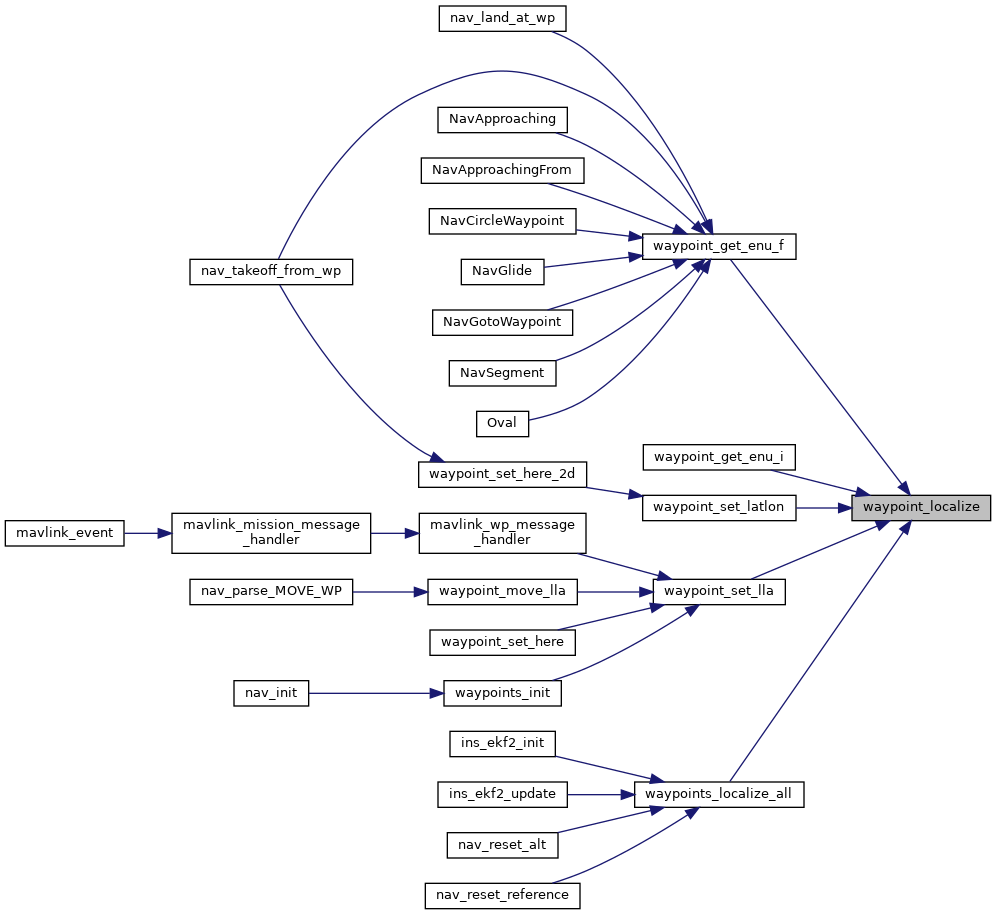 nav_land_at_wp
NavApproaching
NavApproachingFrom
NavCircleWaypoint
waypoint_get_enu_f
nav_takeoff_from_wp
NavGlide
NavGotoWaypoint
NavSegment
Oval
waypoint_get_enu_i
waypoint_set_here_2d
waypoint_set_latlon
waypoint_localize
mavlink_event
mavlink_mission_message
_handler
mavlink_wp_message
_handler
nav_parse_MOVE_WP
waypoint_move_lla
waypoint_set_lla
waypoint_set_here
nav_init
waypoints_init
ins_ekf2_init
ins_ekf2_update
waypoints_localize_all
nav_reset_alt
nav_reset_reference